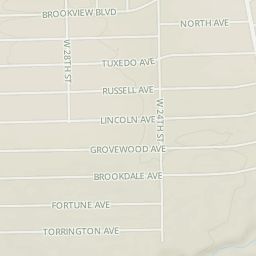 BROOKVIEW BLVD
NORTH AVE
W 28TH ST
TUXEDO AVE
RUSSELL AVE
W 24TH ST
LINCOLN AVE
GROVEWOOD AVE
BROOKDALE AVE
FORTUNE AVE
TORRINGTON AVE